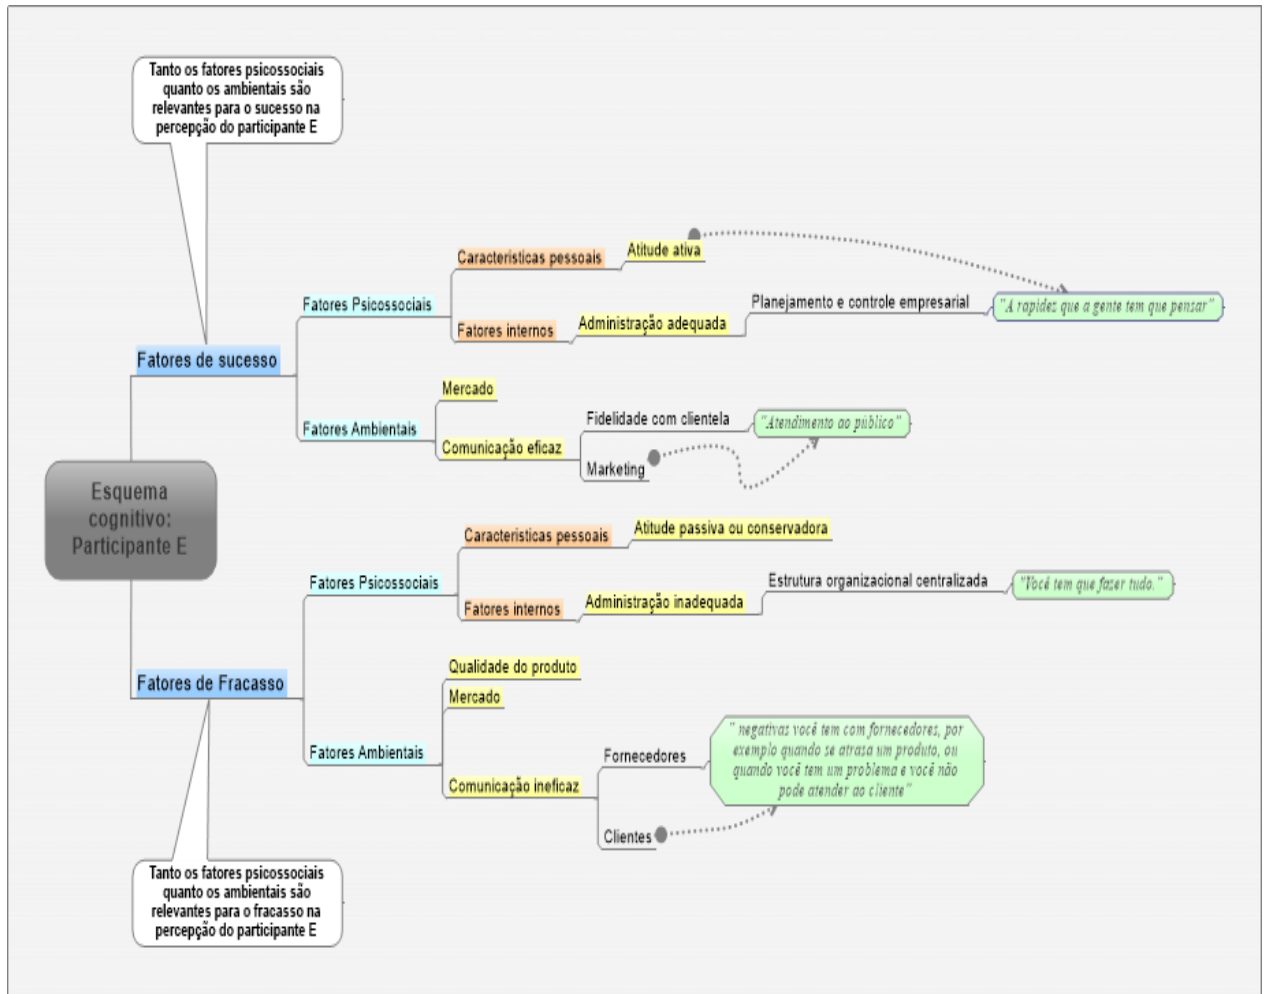 Tanto os fatores psicossociais
quanto os ambientais são
relevantes para o sucesso na
percepção do participante E
Características pessoais
Atitude ativa
Fatores Psicossociais
Planejamento e controle empresarial
"A rapidez que a gente tem que pensar"
Fatores internos
Administração adequada
Fatores de sucesso
Mercado
Fatores Ambientais
Fidelidade com clientela
"Atendimento ao público"
Comunicação eficaz
Marketing
Esquema
cognitivo:
Participante E
Características pessoais
Atitude passiva ou conservadora
Fatores Psicossociais
Estrutura organizacional centralizada
"Você tem que fazer tudo."
Fatores internos
Administração inadequada
Fatores de Fracasso
Qualidade do produto
Mercado
Fatores Ambientais
Fornecedores
" negativas você tem com fornecedores, por
exemplo quando se atrasa um produto, ou
quando você tem um problema e você não
pode atender ao cliente"
Comunicação ineficaz
Clientes
Tanto os fatores psicossociais
quanto os ambientais são
relevantes para o fracasso na
percepção do participante E